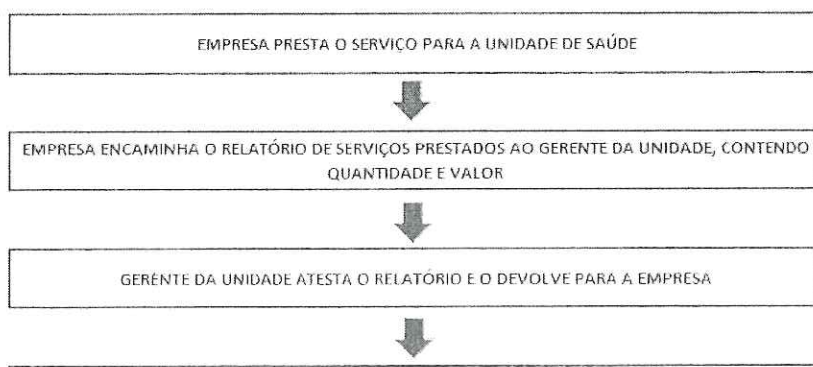 EMPRESA PRESTA O SERVIÇO PARA A UNIDADE DE SAÚDE
EMPRESA ENCAMINHA O RELATÓRIO DE SERVIÇOS PRESTADOS AO GERENTE DA UNIDADE, CONTENDO
QUANTIDADE E VALOR
GERENTE DA UNIDADE ATESTA O RELATÓRIO E O DEVOLVE PARA A EMPRESA